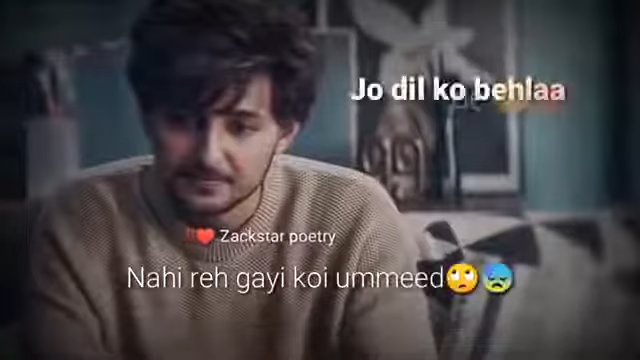 Jo dil ko behlaa
‼️❤️ Zackstar poetry
Nahi reh gayi koi ummeed🙄😥